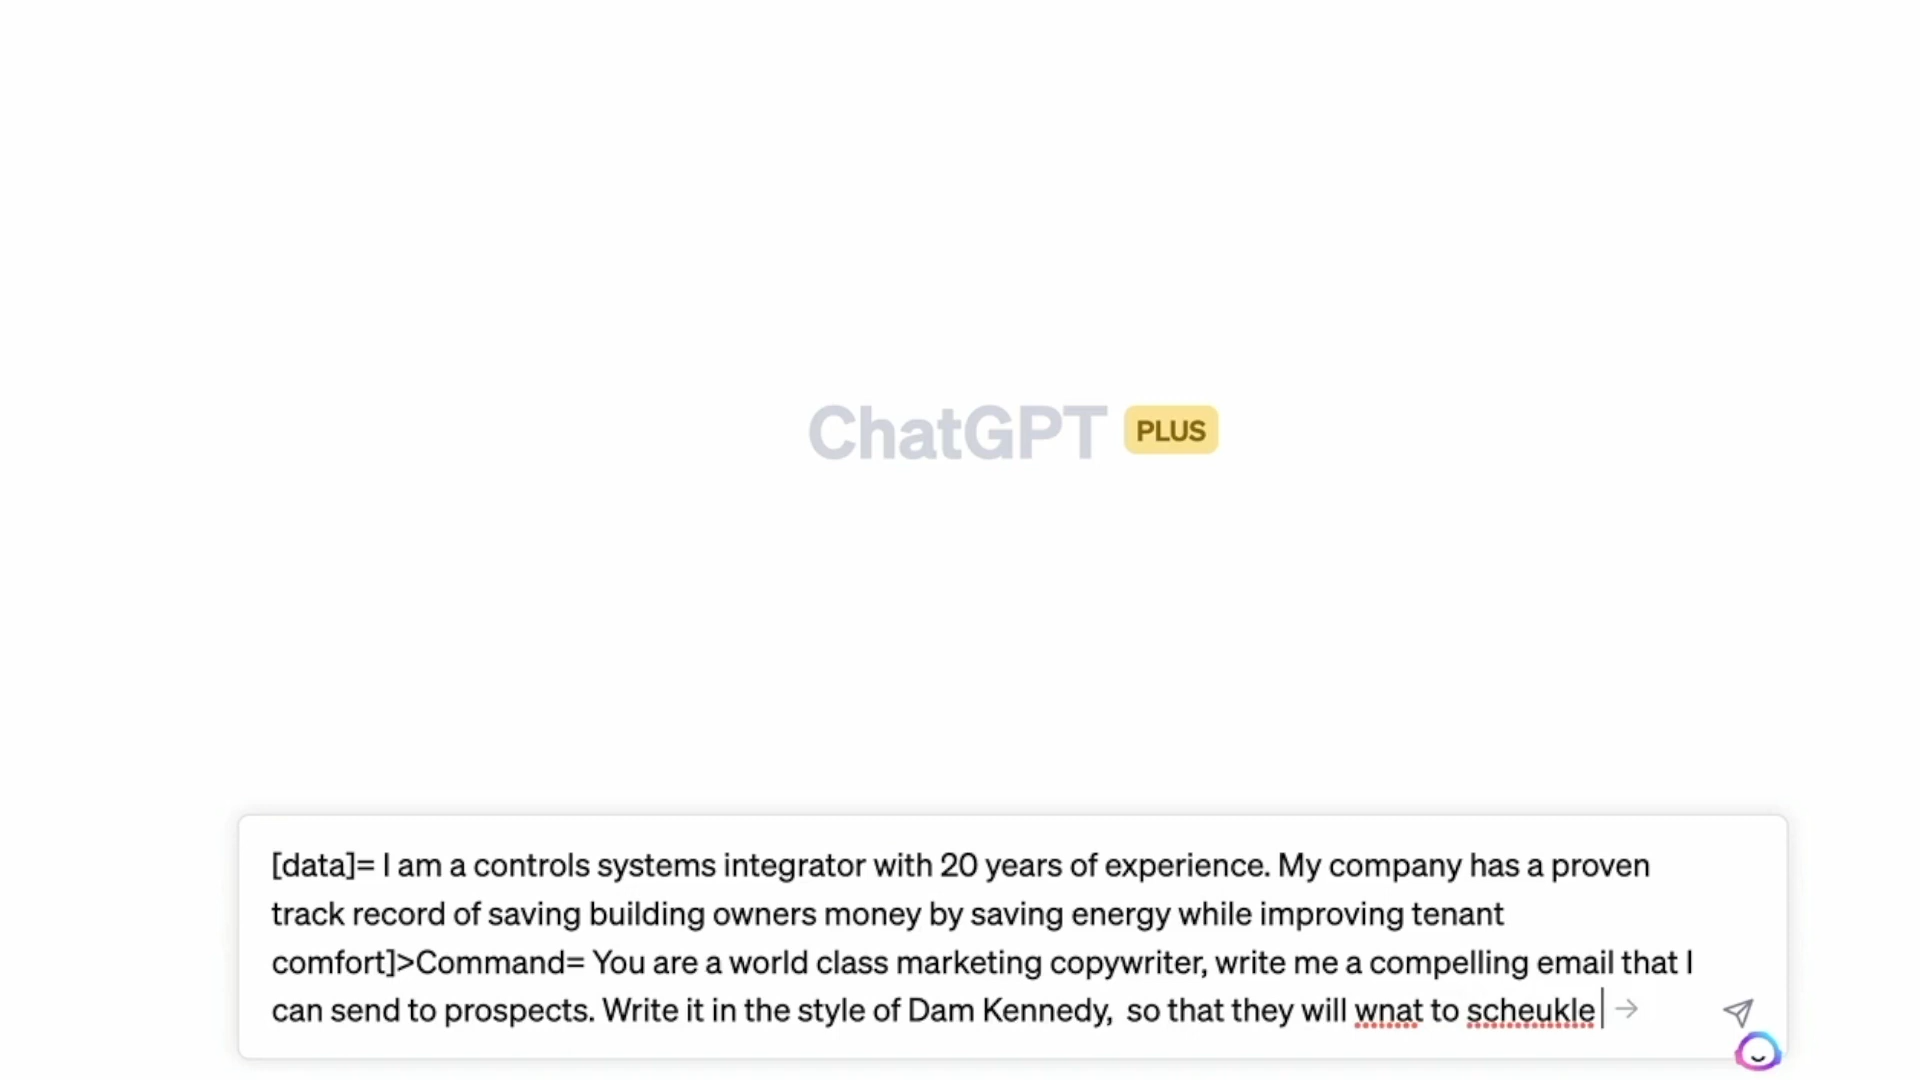 ChatGPT PLUS
[data]= I am a controls systems integrator with 20 years of experience. My company has a proven
track record of saving building owners money by saving energy while improving tenant
comfort]>Command= You are a world class marketing copywriter, write me a compelling email that I
can send to prospects. Write it in the style of Dam Kennedy,  so that they will wnat to scheukle